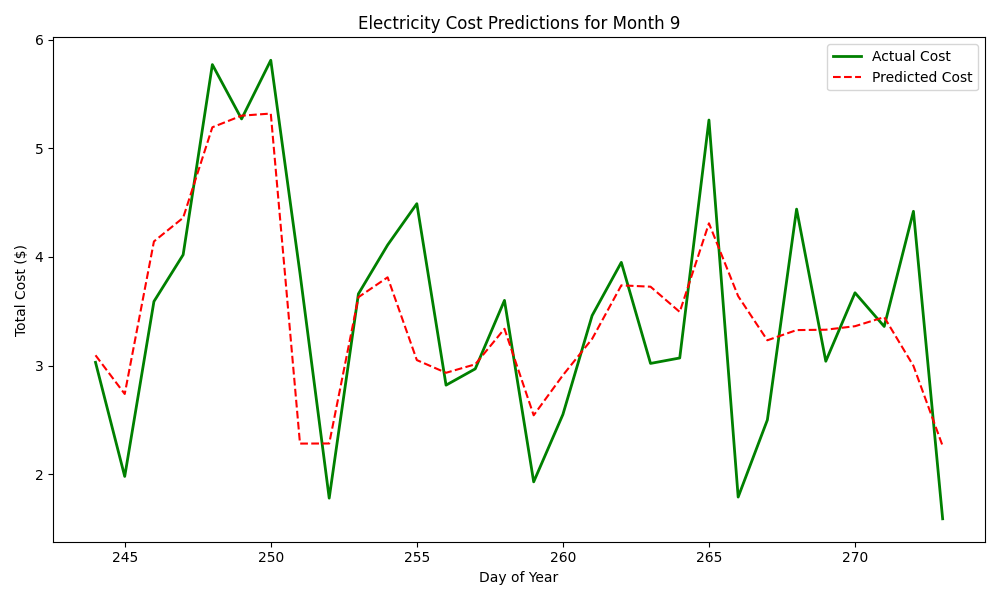 Electricity Cost Predictions for Month 9
Actual Cost
Predicted Cost
Total Cost ($)
6
5
4
3
2
245
250
255
260
265
270
Day of Year